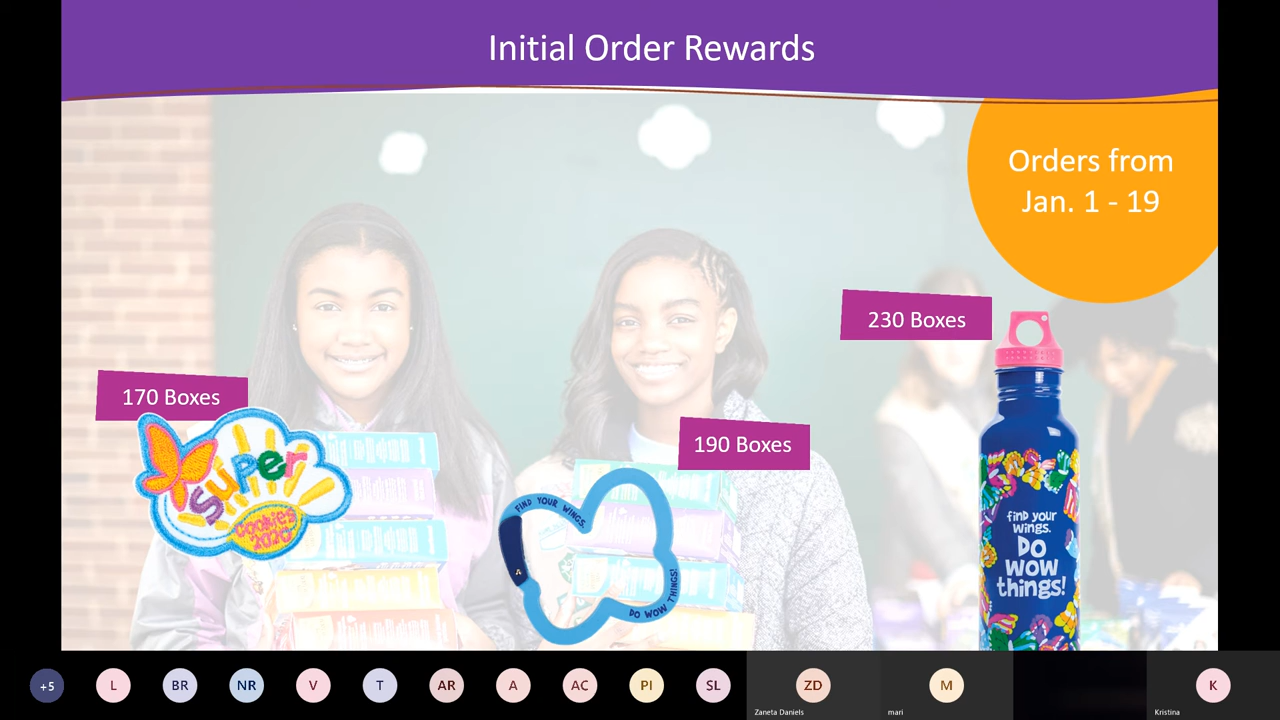 Initial Order Rewards
Orders from
Jan. 1 - 19
230 Boxes
170 Boxes
190 Boxes
Super
Cookies
2020
FIND YOUR WINGS.
DO WOW THINGS!
find your
wings.
DO
WOW
things!
+5
L
BR
NR
V
T
AR
A
AC
PI
SL
ZD
M
K
Zaneta Daniels
mari
Kristina